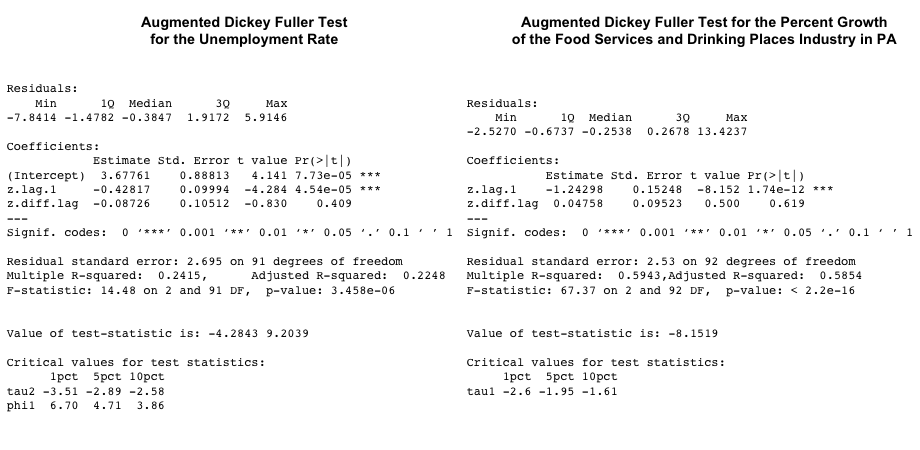 Augmented Dickey Fuller Test
for the Unemployment Rate
Residuals:
Min 1Q Median 3Q Max
-7.8414 -1.4782 -0.3847 1.9172 5.9146
Coefficients:
Estimate Std. Error t value Pr(>|t|)
(Intercept) 3.67761 0.88813 4.141 7.73e-05 ***
z.lag.1 -0.42817 0.09994 -4.284 4.54e-05 ***
z.diff.lag -0.08726 0.10512 -0.830 0.409
---
Signif. codes: 0 ‘***’ 0.001 ‘**’ 0.01 ‘*’ 0.05 ‘.’ 0.1 ‘ ’ 1
Residual standard error: 2.695 on 91 degrees of freedom
Multiple R-squared: 0.2415, Adjusted R-squared: 0.2248
F-statistic: 14.48 on 2 and 91 DF, p-value: 3.458e-06
Value of test-statistic is: -4.2843 9.2039
Critical values for test statistics:
1pct 5pct 10pct
tau2 -3.51 -2.89 -2.58
phi1 6.70 4.71 3.86
Augmented Dickey Fuller Test for the Percent Growth
of the Food Services and Drinking Places Industry in PA
Residuals:
Min 1Q Median 3Q Max
-2.5270 -0.6737 -0.2538 0.2678 13.4237
Coefficients:
Estimate Std. Error t value Pr(>|t|)
z.lag.1 -1.24298 0.15248 -8.152 1.74e-12 ***
z.diff.lag 0.04758 0.09523 0.500 0.619
---
Signif. codes: 0 ‘***’ 0.001 ‘**’ 0.01 ‘*’ 0.05 ‘.’ 0.1 ‘ ’ 1
Residual standard error: 2.53 on 92 degrees of freedom
Multiple R-squared: 0.5943,Adjusted R-squared: 0.5854
F-statistic: 67.37 on 2 and 92 DF, p-value: < 2.2e-16
Value of test-statistic is: -8.1519
Critical values for test statistics:
1pct 5pct 10pct
tau1 -2.6 -1.95 -1.61